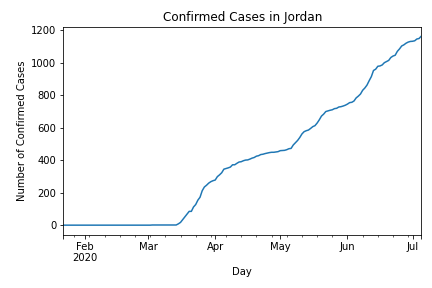 Confirmed Cases in Jordan
1200
1000
800
600
400
200
0
Number of Confirmed Cases
Feb Mar Apr May Jun Jul
2020
Day